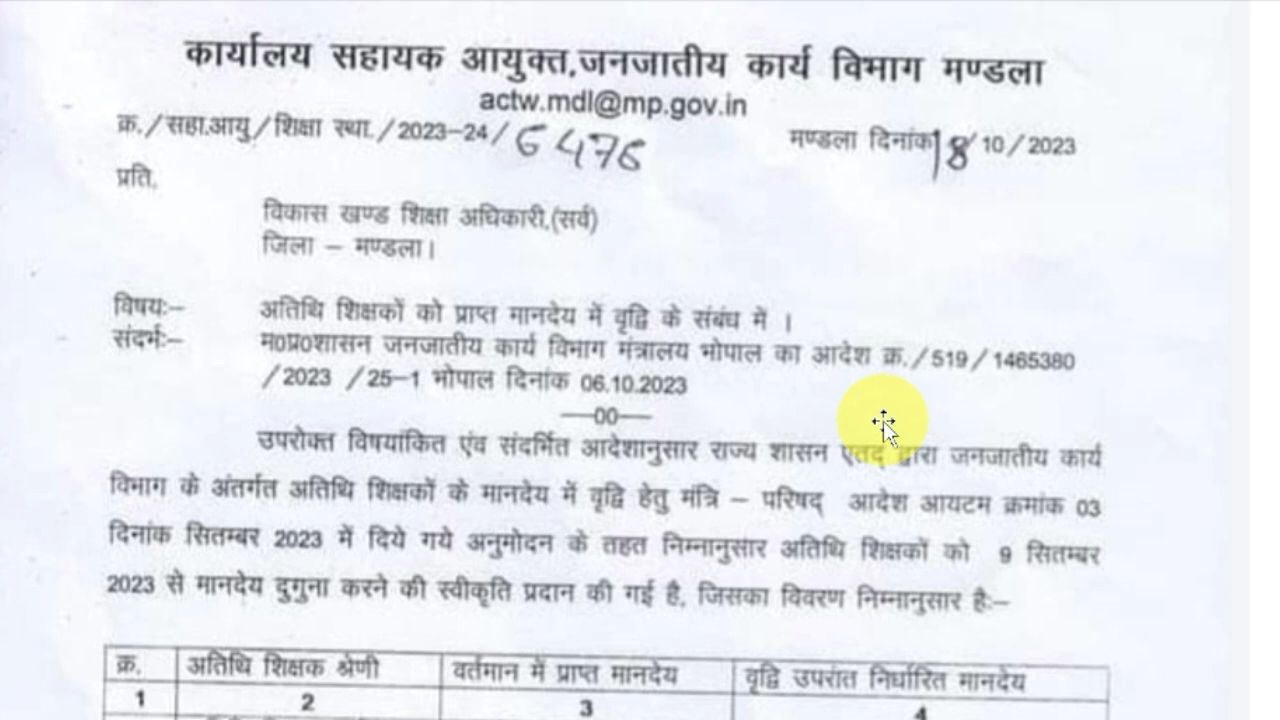 कार्यालय सहायक आयुक्त,जनजातीय कार्य विभाग मण्डला
actw.mdl@mp.gov.in
क्र./सहा.आयु/शिक्षा स्था./2023-24/6476 मण्डला दिनांक 18/10/2023
प्रति,
विकास खण्ड शिक्षा अधिकारी,(सर्व)
जिला – मण्डला।
विषयः– अतिथि शिक्षकों को प्राप्त मानदेय में वृद्वि के संबंध में ।
संदर्भः– म0प्र0शासन जनजातीय कार्य विभाग मंत्रालय भोपाल का आदेश क्र./519/1465380
/2023 /25–1 भोपाल दिनांक 06.10.2023
—00—
उपरोक्त विषयांकित एंव संदर्भित आदेशानुसार राज्य शासन एतद् द्वारा जनजातीय कार्य
विभाग के अंतर्गत अतिथि शिक्षकों के मानदेय में वृद्वि हेतु मंत्रि – परिषद् आदेश आयटम क्रमांक 03
दिनांक सितम्बर 2023 में दिये गये अनुमोदन के तहत निम्नानुसार अतिथि शिक्षकों को 9 सितम्बर
2023 से मानदेय दुगुना करने की स्वीकृति प्रदान की गई है, जिसका विवरण निम्नानुसार हैः–
क्र. अतिथि शिक्षक श्रेणी वर्तमान में प्राप्त मानदेय वृद्वि उपरांत निर्धारित मानदेय
1 2 3 4